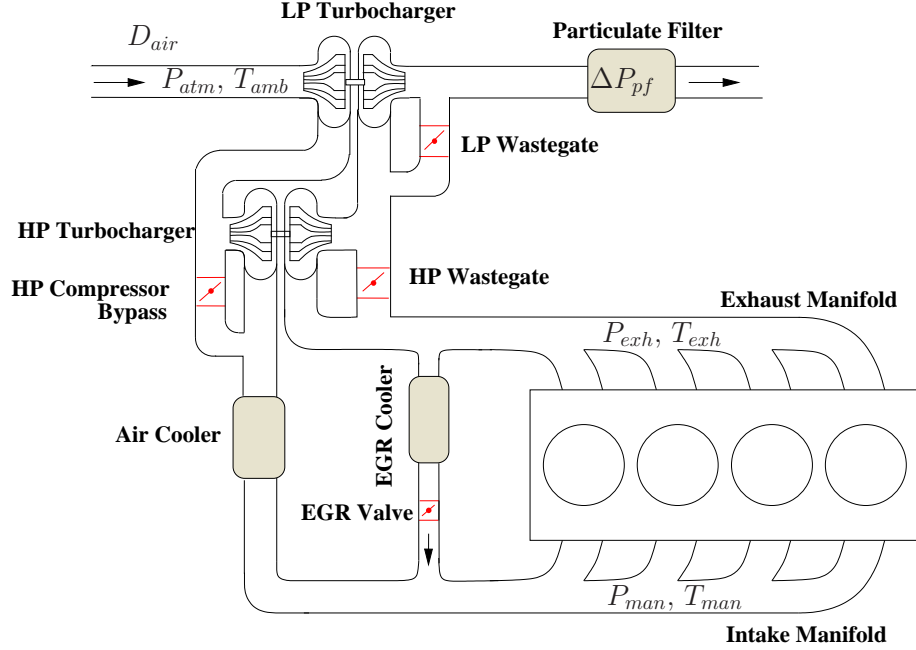 LP Turbocharger
Particulate Filter
D_air
P_atm, T_amb
ΔP_pf
LP Wastegate
HP Turbocharger
HP Wastegate
HP Compressor
Bypass
Exhaust Manifold
P_exh, T_exh
EGR Cooler
Air Cooler
EGR Valve
P_man, T_man
Intake Manifold